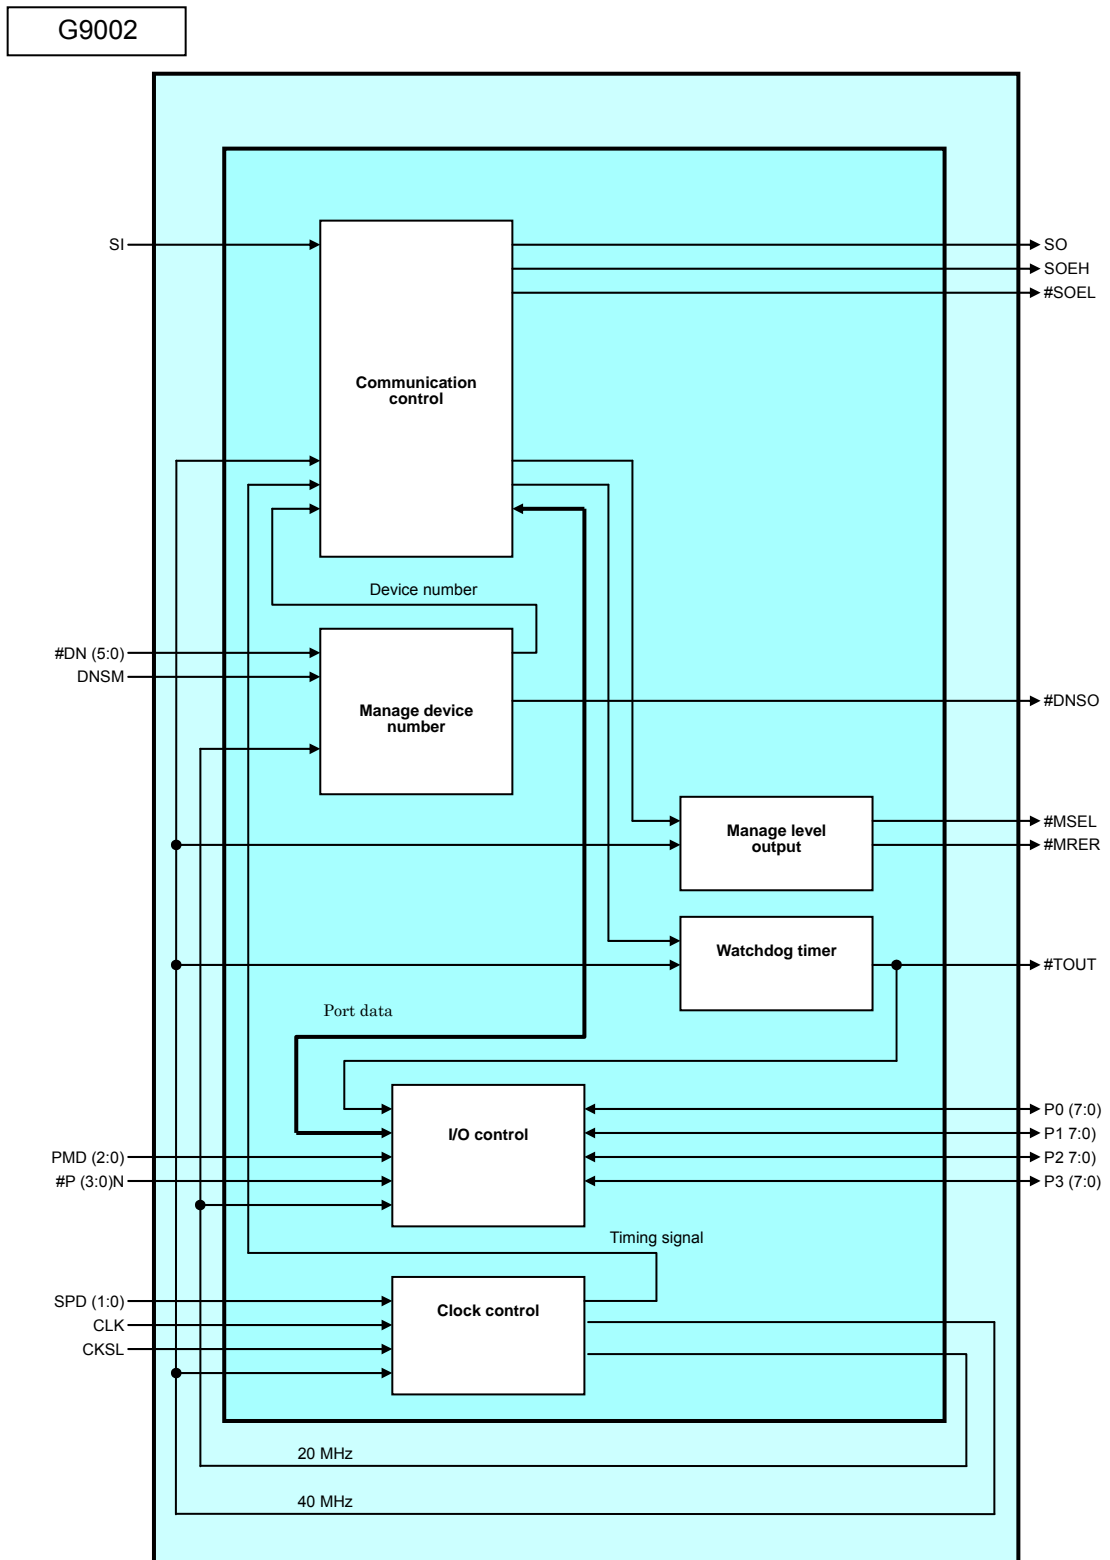 G9002
SI
SO
SOEH
#SOEL
Communication
control
Device number
#DN (5:0)
DNSM
Manage device
number
#DNSO
Manage level
output
#MSEL
#MRER
Watchdog timer
#TOUT
Port data
I/O control
P0 (7:0)
P1 7:0)
PMD (2:0)
P2 7:0)
#P (3:0)N
P3 (7:0)
Timing signal
SPD (1:0)
Clock control
CLK
CKSL
20 MHz
40 MHz